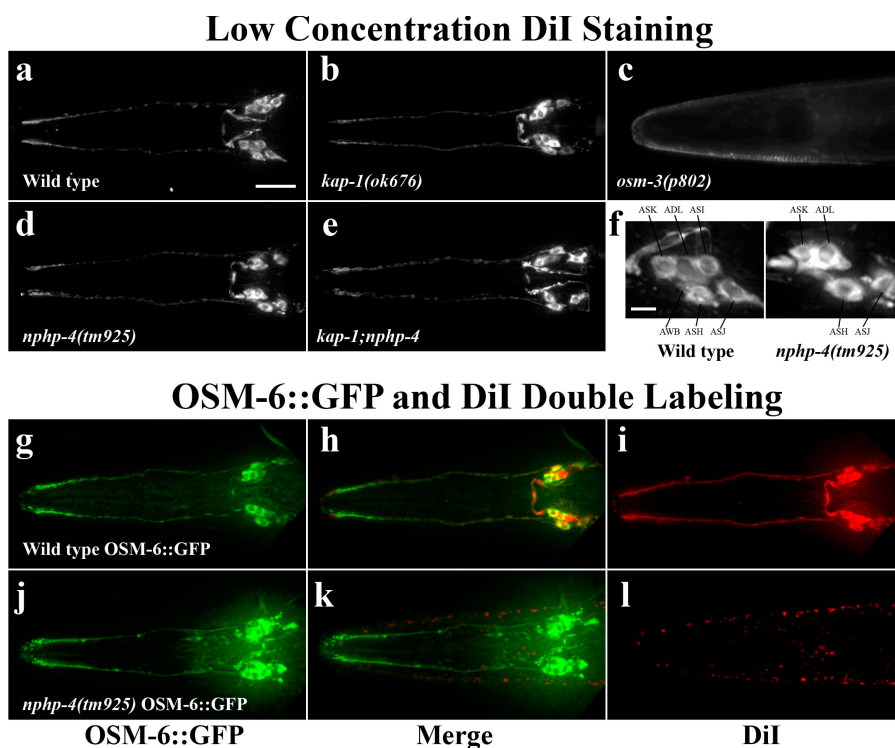 Low Concentration DiI Staining
a
b
c
Wild type
kap-1(ok676)
osm-3(p802)
d
e
f
ASK ADL ASI
ASK ADL
AWB ASH ASJ
ASH ASJ
nphp-4(tm925)
kap-1;nphp-4
Wild type
nphp-4(tm925)
OSM-6::GFP and DiI Double Labeling
g
h
i
Wild type OSM-6::GFP
j
k
l
nphp-4(tm925) OSM-6::GFP
OSM-6::GFP
Merge
DiI